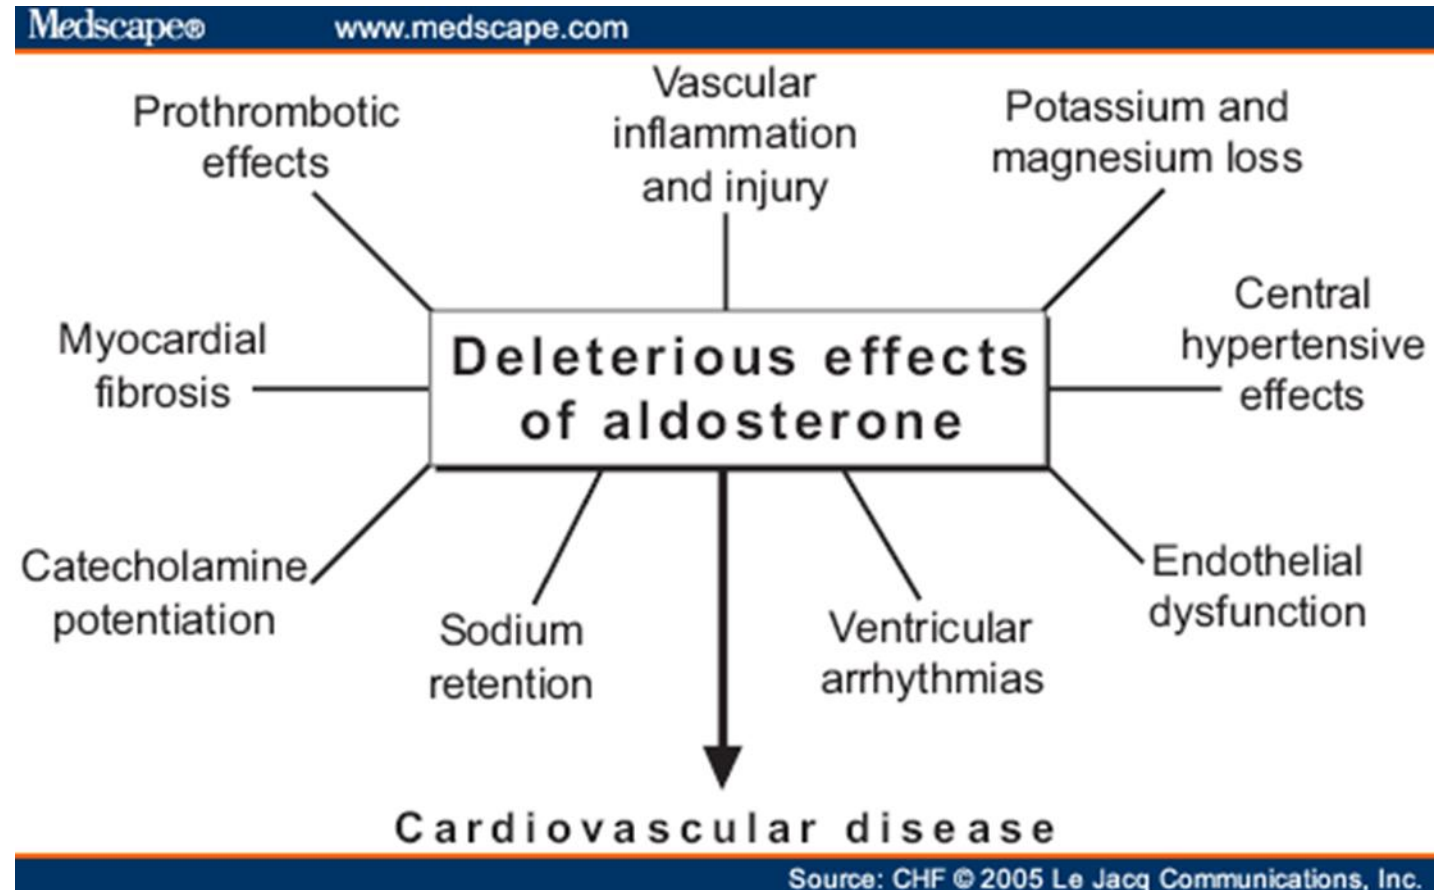 Medscape® www.medscape.com
Prothrombotic
effects
Vascular
inflammation
and injury
Potassium and
magnesium loss
Myocardial
fibrosis
Deleterious effects
of aldosterone
Central
hypertensive
effects
Catecholamine
potentiation
Sodium
retention
Ventricular
arrhythmias
Endothelial
dysfunction
Cardiovascular disease
Source: CHF © 2005 Le Jacq Communications, Inc.